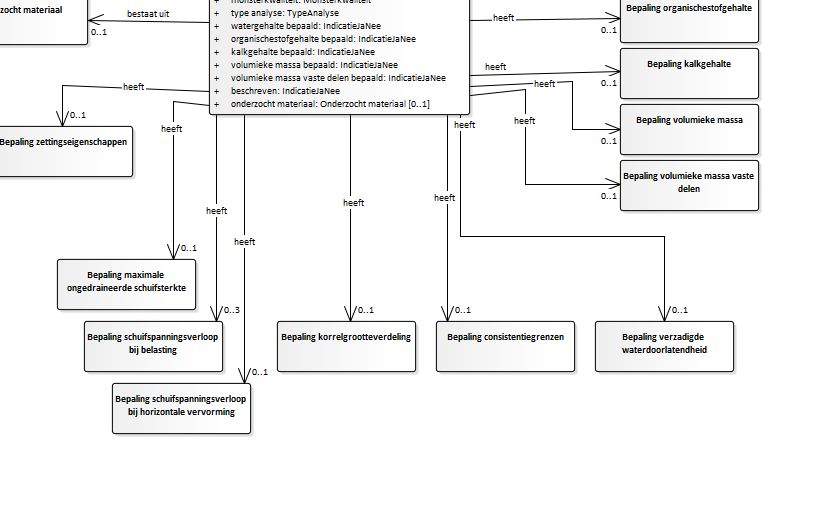 zocht materiaal
bestaat uit
0..1
+ type analyse: TypeAnalyse
+ watergehalte bepaald: IndicatieJaNee
+ organischestofgehalte bepaald: IndicatieJaNee
+ kalkgehalte bepaald: IndicatieJaNee
+ volumieke massa bepaald: IndicatieJaNee
+ volumieke massa vaste delen bepaald: IndicatieJaNee
+ beschreven: IndicatieJaNee
+ onderzocht materiaal: Onderzocht materiaal [0..1]
heeft
0..1
Bepaling organischestofgehalte
heeft
0..1
Bepaling kalkgehalte
heeft
0..1
Bepaling volumieke massa
heeft
0..1
Bepaling volumieke massa vaste
delen
heeft
0..1
Bepaling zettingseigenschappen
heeft
0..1
Bepaling maximale
ongedraineerde schuifsterkte
heeft
0..3
Bepaling schuifspanningsverloop
bij belasting
heeft
0..1
Bepaling schuifspanningsverloop
bij horizontale vervorming
heeft
0..1
Bepaling korrelgrootteverdeling
heeft
0..1
Bepaling consistentiegrenzen
heeft
0..1
Bepaling verzadigde
waterdoorlatendheid